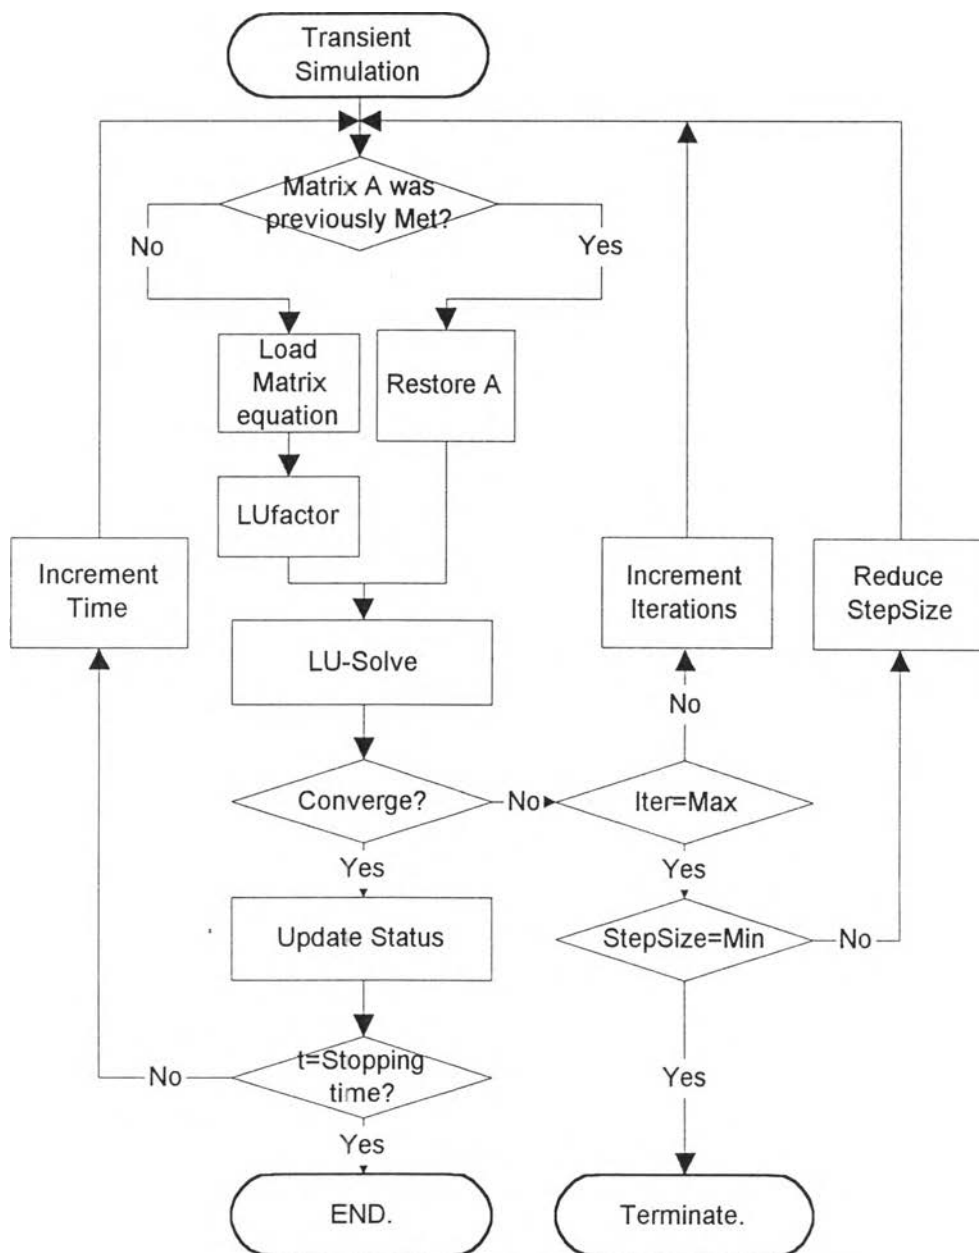 Transient
Simulation
Matrix A was
previously Met?
No
Yes
Load
Matrix
equation
Restore A
LUfactor
Increment
Time
Increment
Iterations
Reduce
StepSize
LU-Solve
No
Converge?
No
Iter=Max
Yes
Yes
Update Status
StepSize=Min
No
t=Stopping
time?
No
Yes
Yes
END.
Terminate.